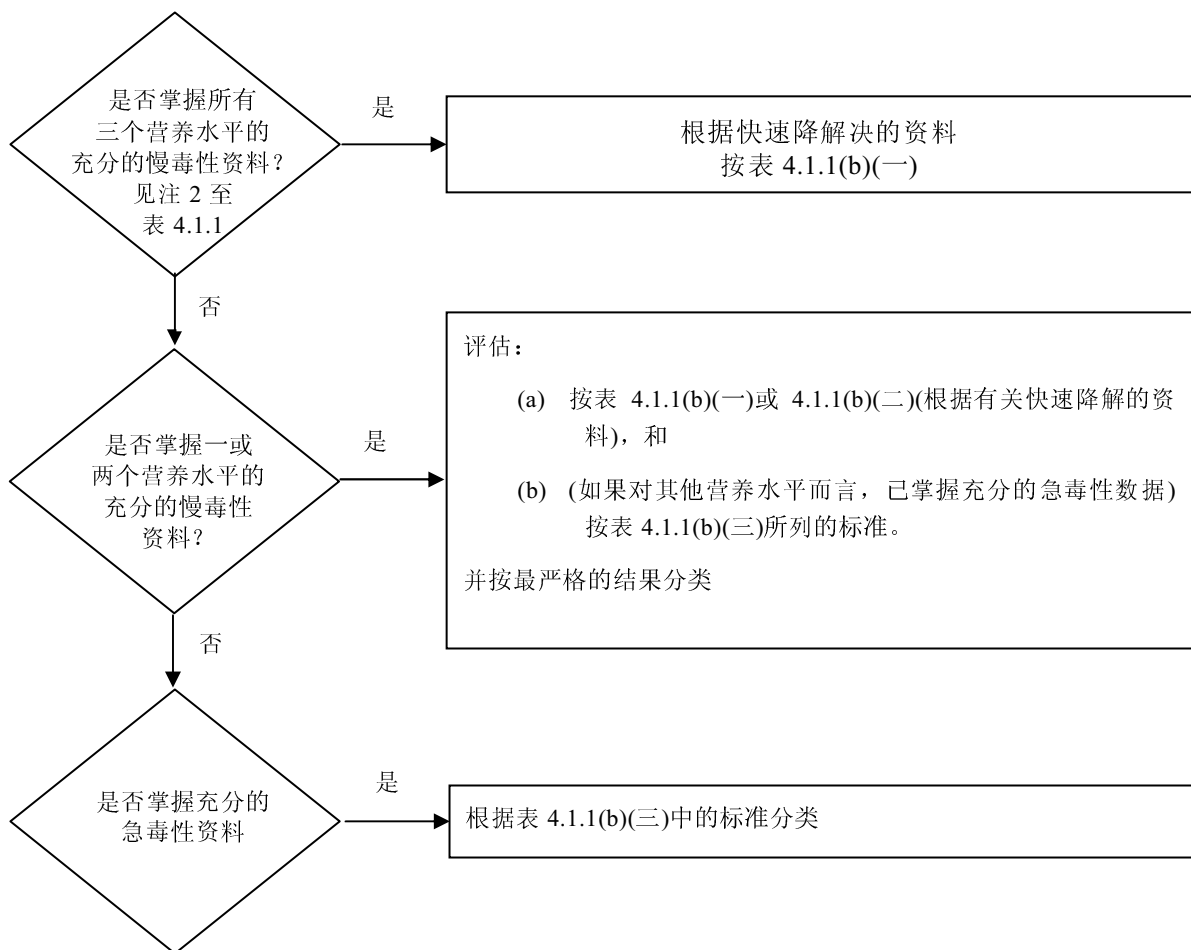 是否掌握所有
三个营养水平的
充分的慢毒性资料？
见注 2 至
表 4.1.1
是
根据快速降解决的资料
按表 4.1.1(b)(一)
否
是否掌握一或
两个营养水平的
充分的慢毒性
资料？
是
评估：
(a) 按表 4.1.1(b)(一)或 4.1.1(b)(二)(根据有关快速降解的资
料)，和
(b) (如果对其他营养水平而言，已掌握充分的急毒性数据)
按表 4.1.1(b)(三)所列的标准。
并按最严格的结果分类
否
是否掌握充分的
急毒性资料
是
根据表 4.1.1(b)(三)中的标准分类